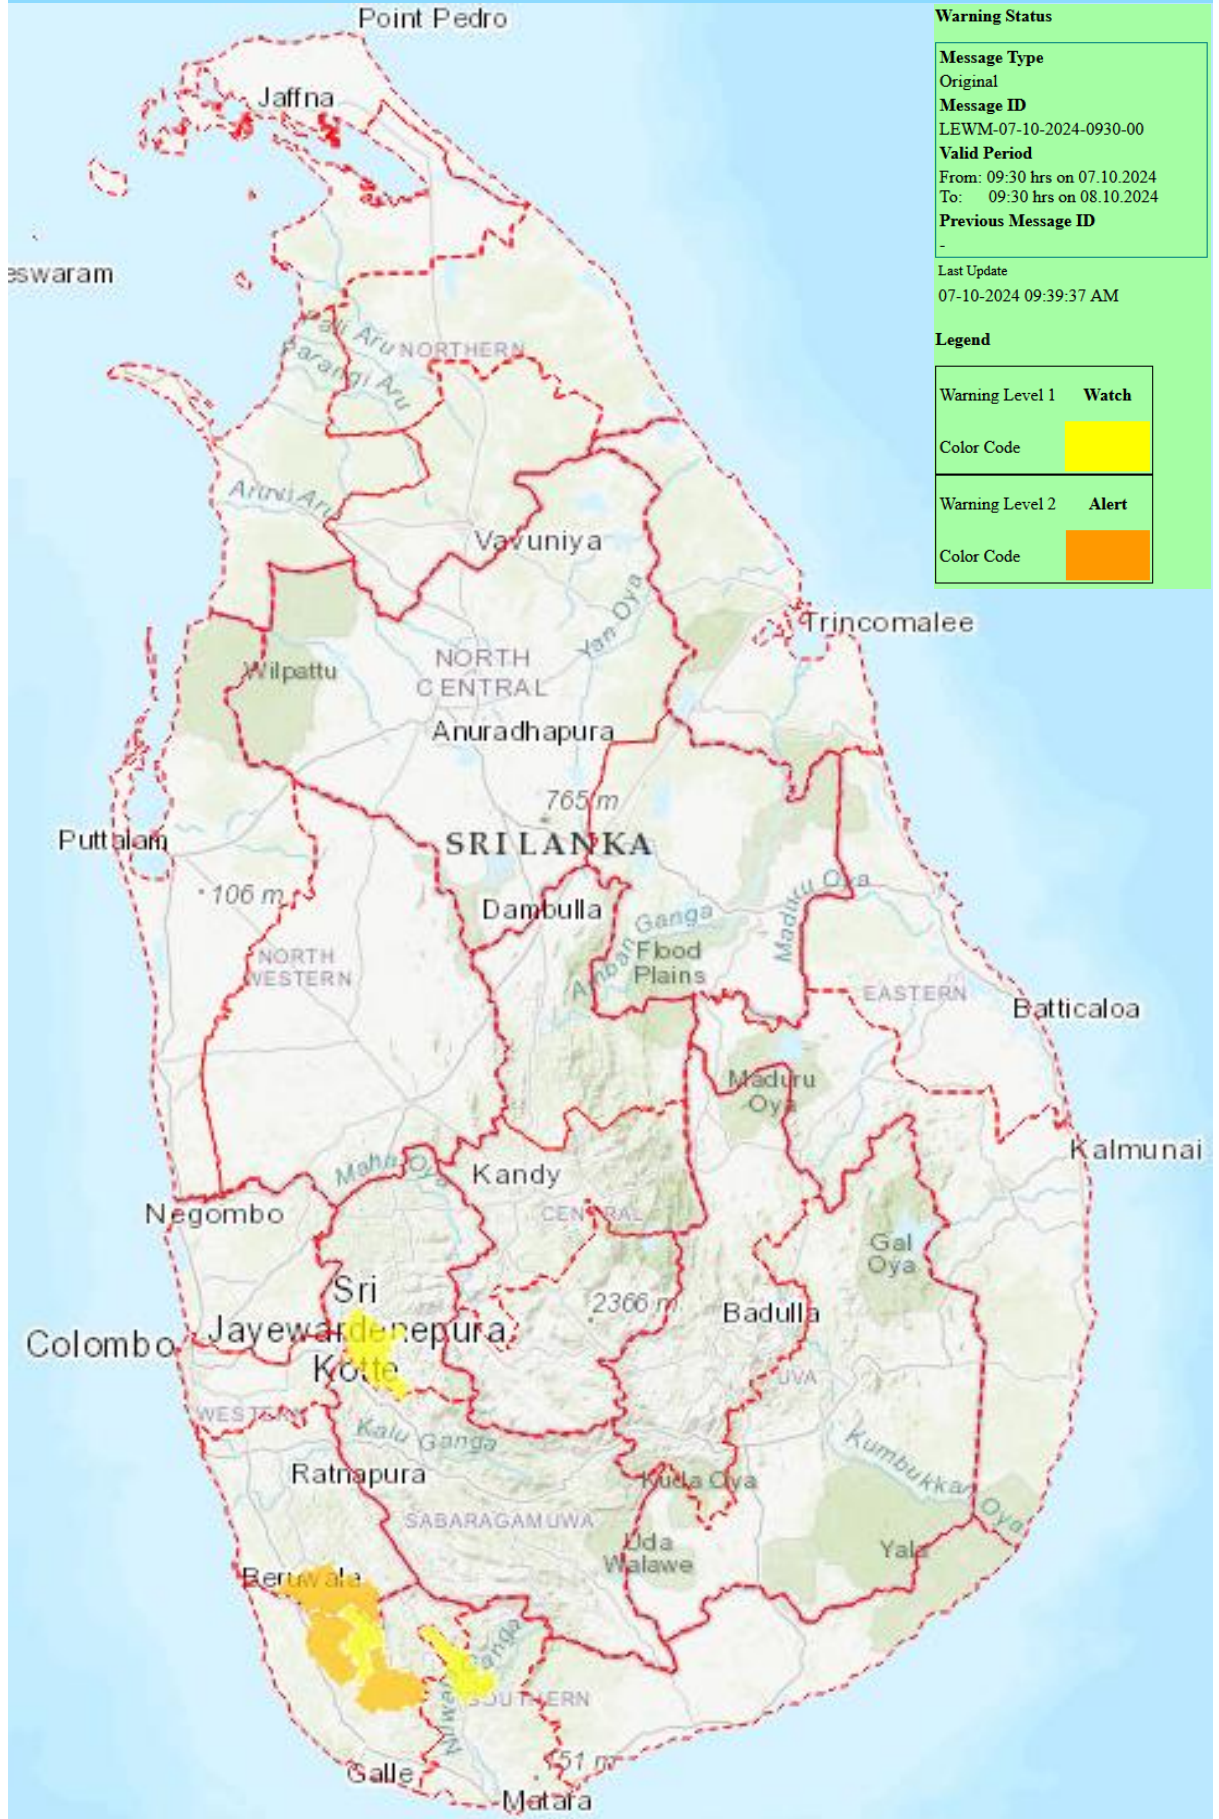 Point Pedro
Jaffna
eswaram
Pali Aru
Parangi Aru
NORTHERN
Aruvi Aru
Vavuniya
Yan Oya
Trincomalee
Wilpattu
NORTH
CENTRAL
Anuradhapura
765 m
Puttalam
SRI LANKA
106 m
Dambulla
Maduru Oya
Amban Ganga
Flood
Plains
NORTH
WESTERN
EASTERN
Batticaloa
Maduru
Oya
Kalmunai
Maha Oya
Kandy
Negombo
CENTRAL
Gal
Oya
Sri
Jayewardenepura
Kotte
2366 m
Badulla
Colombo
UVA
WESTERN
Kalu Ganga
Kumbukkan Oya
Ratnapura
Kuda Oya
SABARAGAMUWA
Uda
Walawe
Yala
Beruwala
Ganga
Nuwar
SOUTHERN
151 m
Galle
Matara
Warning Status
Message Type
Original
Message ID
LEWM-07-10-2024-0930-00
Valid Period
From: 09:30 hrs on 07.10.2024
To: 09:30 hrs on 08.10.2024
Previous Message ID
-
Last Update
07-10-2024 09:39:37 AM
Legend
Warning Level 1 Watch
Color Code
Warning Level 2 Alert
Color Code